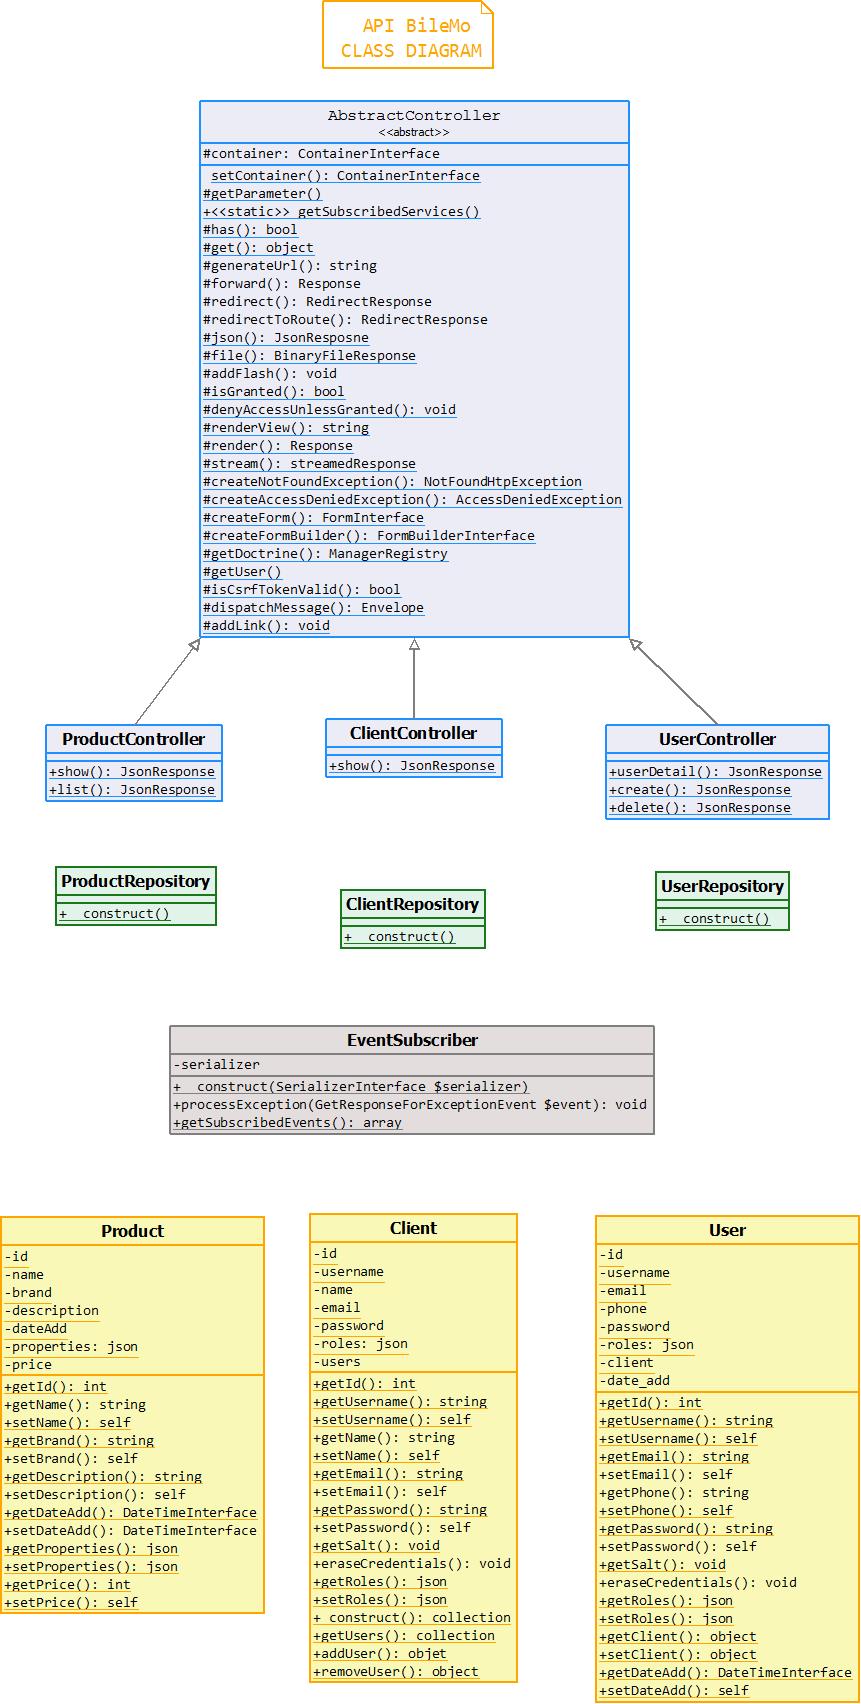 API BileMo
CLASS DIAGRAM
AbstractController
<<abstract>>
#container: ContainerInterface
setContainer(): ContainerInterface
#getParameter()
+<<static>> getSubscribedServices()
#has(): bool
#get(): object
#generateUrl(): string
#forward(): Response
#redirect(): RedirectResponse
#redirectToRoute(): RedirectResponse
#json(): JsonResposne
#file(): BinaryFileResponse
#addFlash(): void
#isGranted(): bool
#denyAccessUnlessGranted(): void
#renderView(): string
#render(): Response
#stream(): streamedResponse
#createNotFoundException(): NotFoundHtpException
#createAccessDeniedException(): AccessDeniedException
#createForm(): FormInterface
#createFormBuilder(): FormBuilderInterface
#getDoctrine(): ManagerRegistry
#getUser()
#isCsrfTokenValid(): bool
#dispatchMessage(): Envelope
#addLink(): void
ProductController
+show(): JsonResponse
+list(): JsonResponse
ClientController
+show(): JsonResponse
UserController
+userDetail(): JsonResponse
+create(): JsonResponse
+delete(): JsonResponse
ProductRepository
+__construct()
ClientRepository
+__construct()
UserRepository
+__construct()
EventSubscriber
-serializer
+__construct(SerializerInterface $serializer)
+processException(GetResponseForExceptionEvent $event): void
+getSubscribedEvents(): array
Product
-id
-name
-brand
-description
-dateAdd
-properties: json
-price
+getId(): int
+getName(): string
+setName(): self
+getBrand(): string
+setBrand(): self
+getDescription(): string
+setDescription(): self
+getDateAdd(): DateTimeInterface
+setDateAdd(): DateTimeInterface
+getProperties(): json
+setProperties(): json
+getPrice(): int
+setPrice(): self
Client
-id
-username
-name
-email
-password
-roles: json
-users
+getId(): int
+getUsername(): string
+setUsername(): self
+getName(): string
+setName(): self
+getEmail(): string
+setEmail(): self
+getPassword(): string
+setPassword(): self
+getSalt(): void
+eraseCredentials(): void
+getRoles(): json
+setRoles(): json
+_construct(): collection
+getUsers(): collection
+addUser(): objet
+removeUser(): object
User
-id
-username
-email
-phone
-password
-roles: json
-client
-date_add
+getId(): int
+getUsername(): string
+setUsername(): self
+getEmail(): string
+setEmail(): self
+getPhone(): string
+setPhone(): self
+getPassword(): string
+setPassword(): self
+getSalt(): void
+eraseCredentials(): void
+getRoles(): json
+setRoles(): json
+getClient(): object
+setClient(): object
+getDateAdd(): DateTimeInterface
+setDateAdd(): self